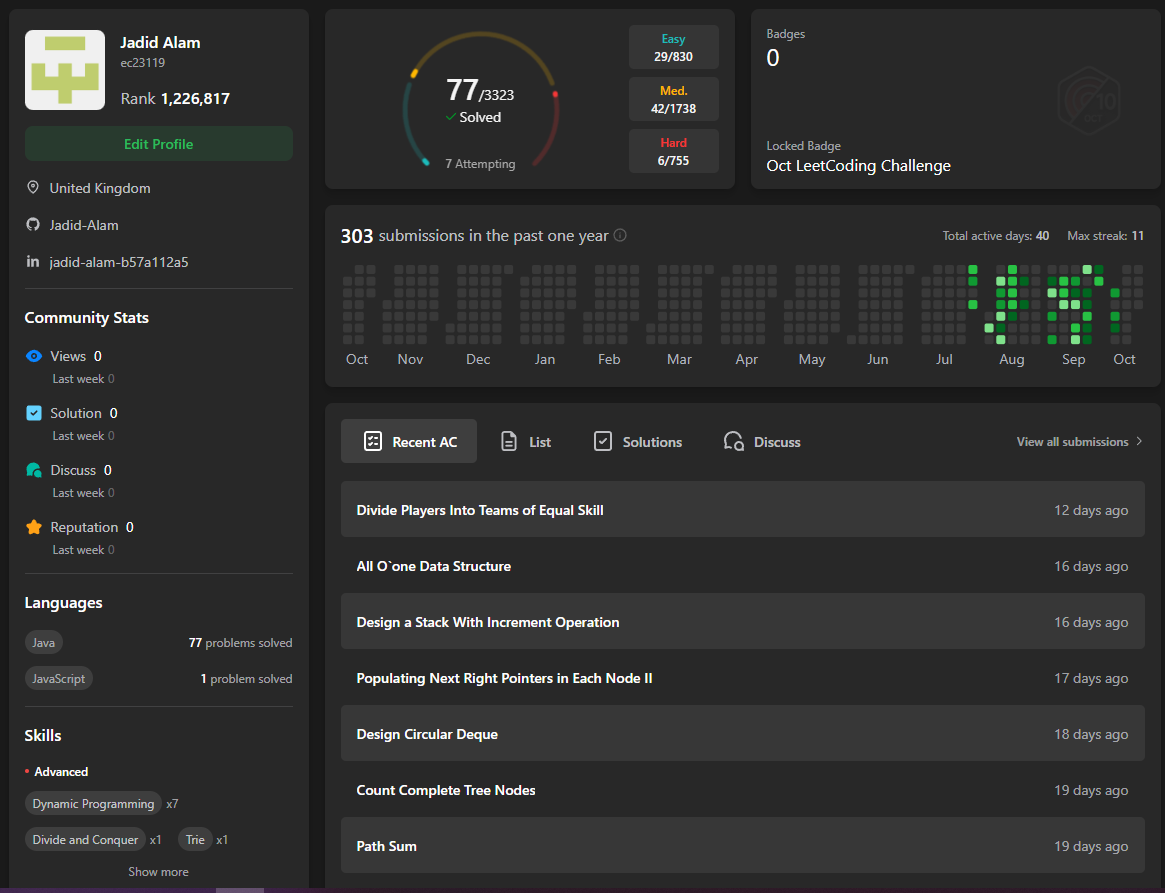 Jadid Alam
ec23119
Rank 1,226,817
Edit Profile
United Kingdom
Jadid-Alam
in jadid-alam-b57a112a5
Community Stats
Views 0
Last week 0
Solution 0
Last week 0
Discuss 0
Last week 0
Reputation 0
Last week 0
Languages
Java 77 problems solved
JavaScript 1 problem solved
Skills
Advanced
Dynamic Programming x7
Divide and Conquer x1 Trie x1
Show more
77/3323
Solved
7 Attempting
Easy
29/830
Med.
42/1738
Hard
6/755
Badges
0
10
OCT
Locked Badge
Oct LeetCoding Challenge
303 submissions in the past one year
Total active days: 40 Max streak: 11
Oct Nov Dec Jan Feb Mar Apr May Jun Jul Aug Sep Oct
Recent AC List Solutions Discuss View all submissions
Divide Players Into Teams of Equal Skill 12 days ago
All O`one Data Structure 16 days ago
Design a Stack With Increment Operation 16 days ago
Populating Next Right Pointers in Each Node II 17 days ago
Design Circular Deque 18 days ago
Count Complete Tree Nodes 19 days ago
Path Sum 19 days ago